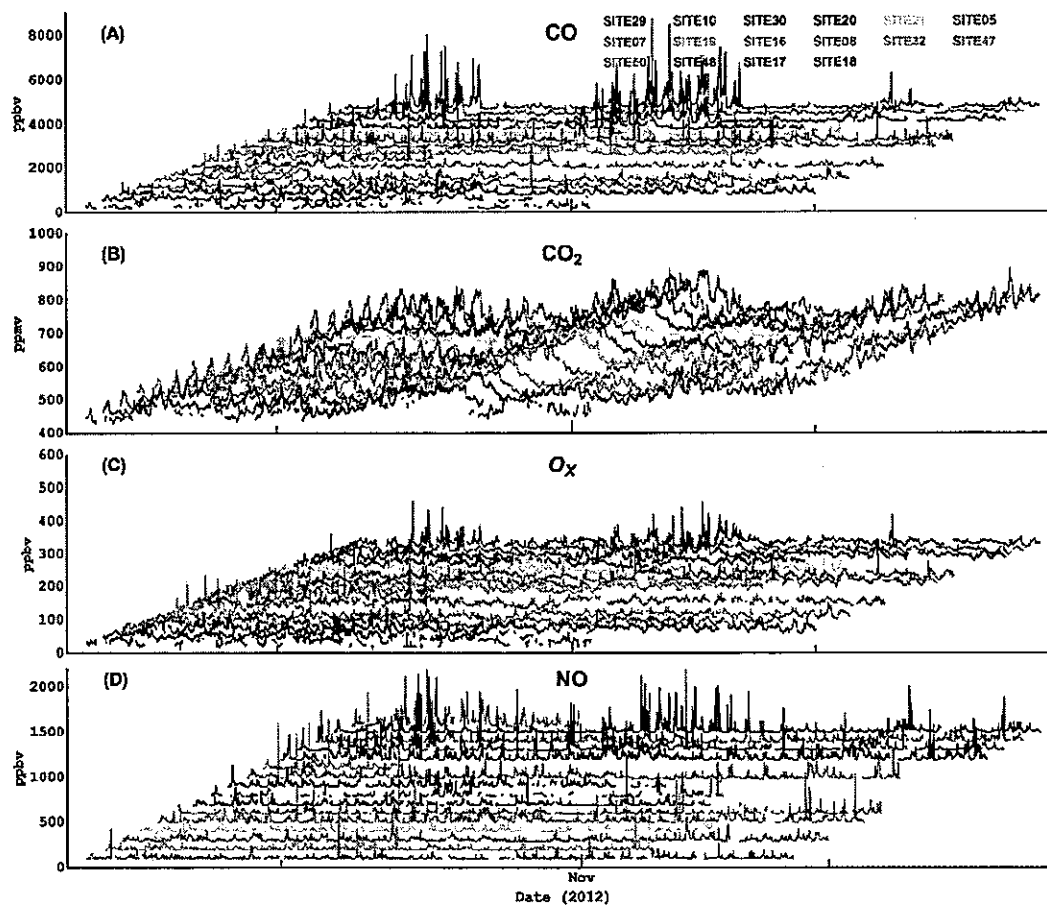 (A) CO
SITE29 SITE10 SITE30 SITE20 SITE21 SITE05
SITE07 SITE16 SITE08 SITE47
SITE17 SITE18
8000
6000
4000
2000
0
ppbv
(B) CO₂
1000
900
800
700
600
500
400
ppmv
(C) Oₓ
600
500
400
300
200
100
0
ppbv
(D) NO
2000
1500
1000
500
0
ppbv
Nov
Date (2012)